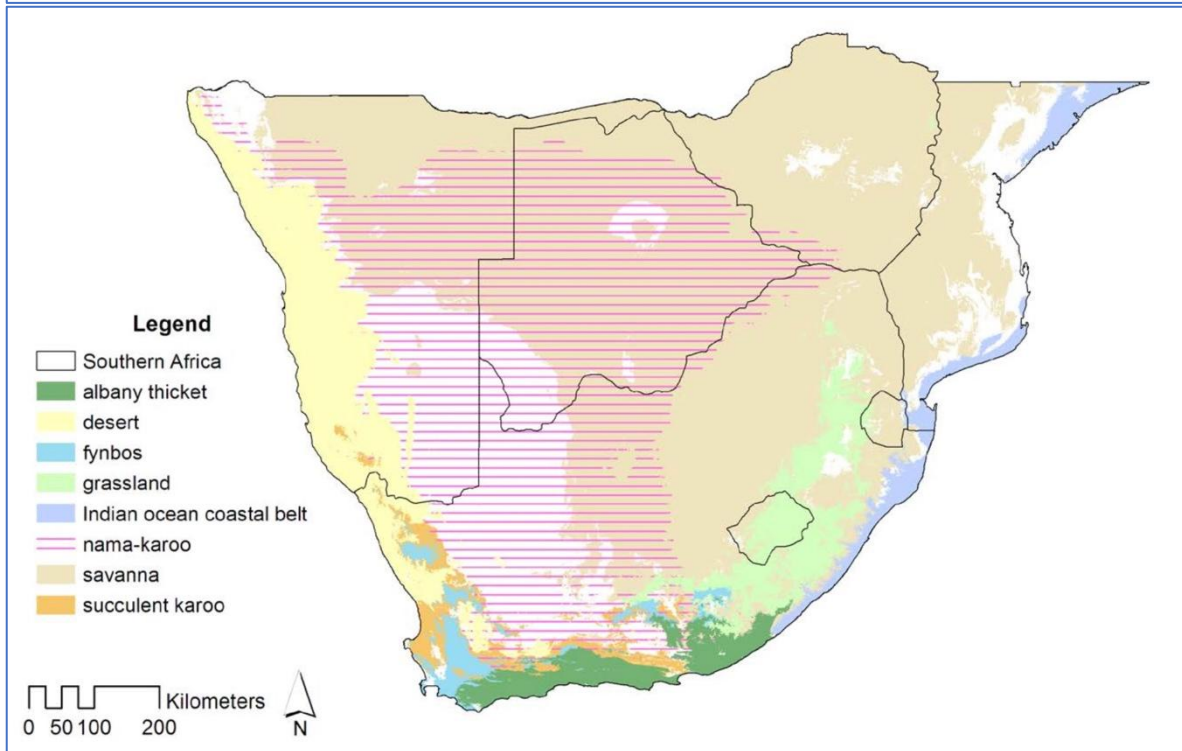 Legend
Southern Africa
albany thicket
desert
fynbos
grassland
Indian ocean coastal belt
nama-karoo
savanna
succulent karoo
Kilometers
0 50 100 200
N